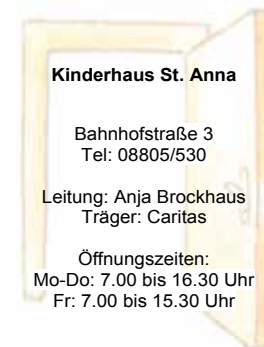 Kinderhaus St. Anna
Bahnhofstraße 3
Tel: 08805/530
Leitung: Anja Brockhaus
Träger: Caritas
Öffnungszeiten:
Mo-Do: 7.00 bis 16.30 Uhr
Fr: 7.00 bis 15.30 Uhr